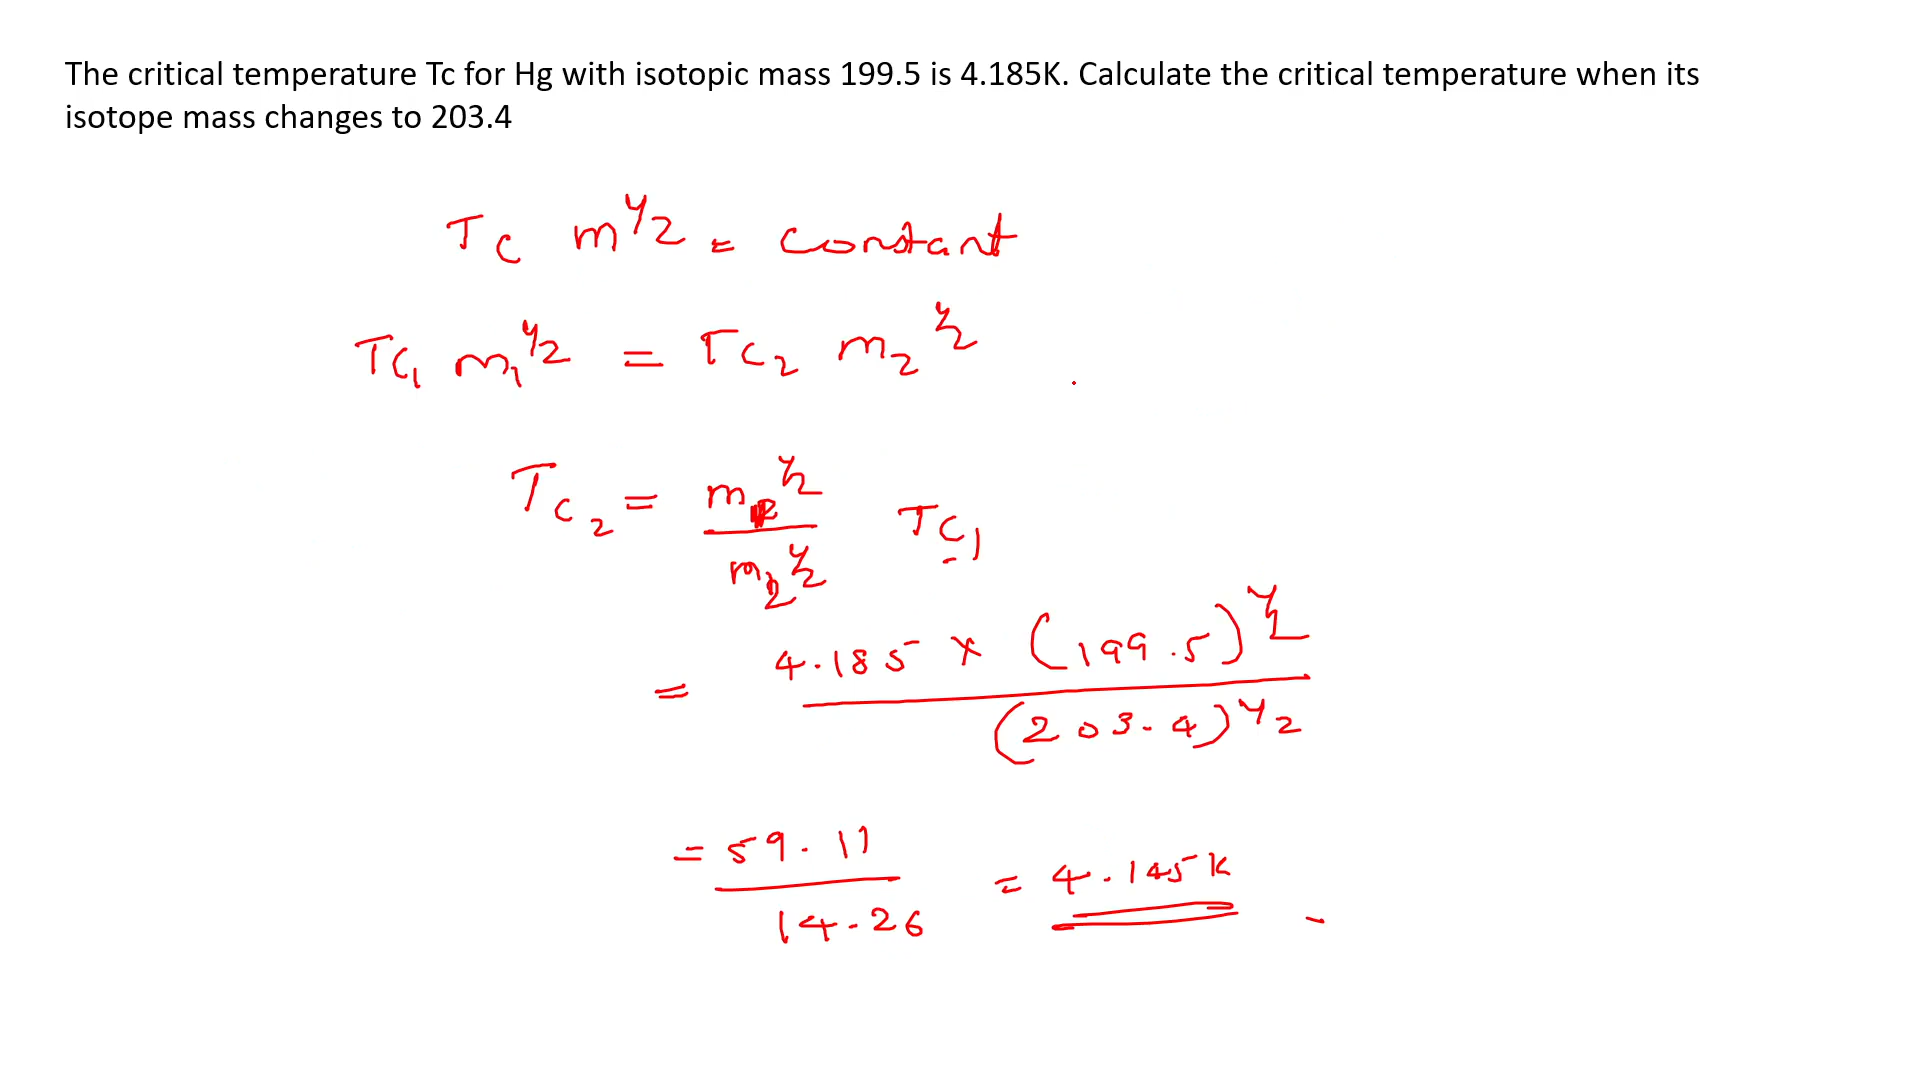 The critical temperature Tc for Hg with isotopic mass 199.5 is 4.185K. Calculate the critical temperature when its
isotope mass changes to 203.4
Tc m^1/2 = constant
Tc1 m1^1/2 = Tc2 m2^1/2
Tc2 = m1^1/2 / m2^1/2 Tc1
= 4.185 × (199.5)^1/2 / (203.4)^1/2
= 59.11 / 14.26 = 4.145K